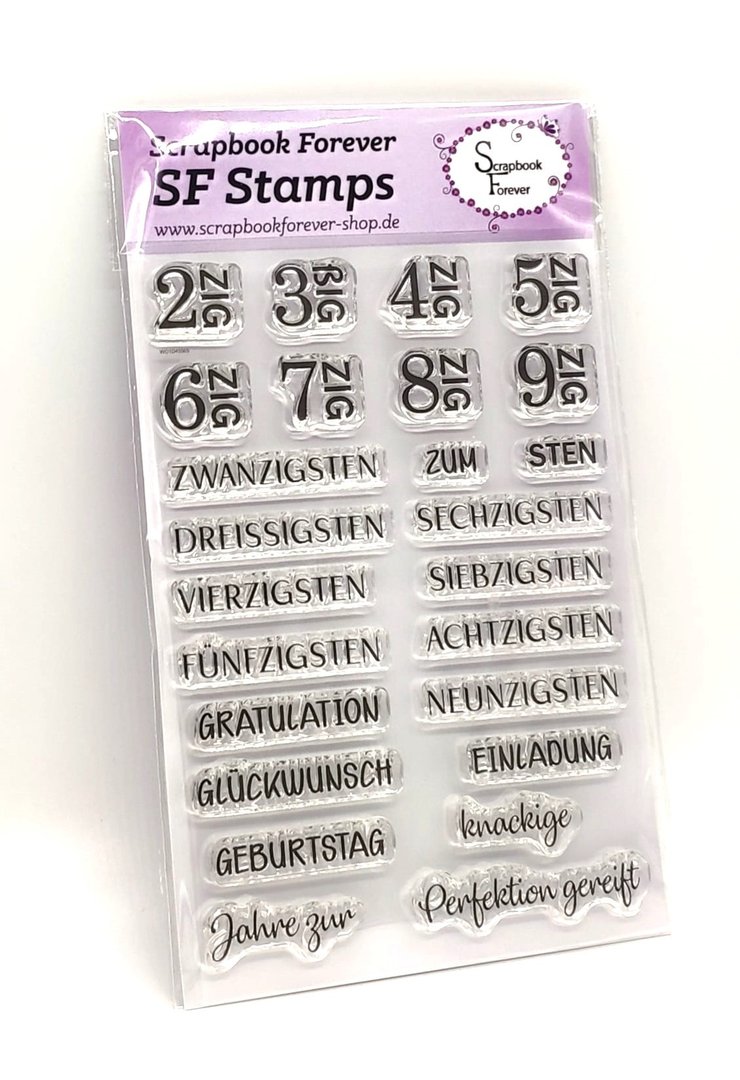 Scrapbook Forever
SF Stamps
www.scrapbookforever-shop.de
Scrapbook
Forever
2ZIG 3ßIG 4ZIG 5ZIG
6ZIG 7ZIG 8ZIG 9ZIG
ZWANZIGSTEN ZUM STEN
DREISSIGSTEN SECHZIGSTEN
VIERZIGSTEN SIEBZIGSTEN
FÜNFZIGSTEN ACHTZIGSTEN
GRATULATION NEUNZIGSTEN
GLÜCKWUNSCH EINLADUNG
GEBURTSTAG knackige
Jahre zur Perfektion gereift